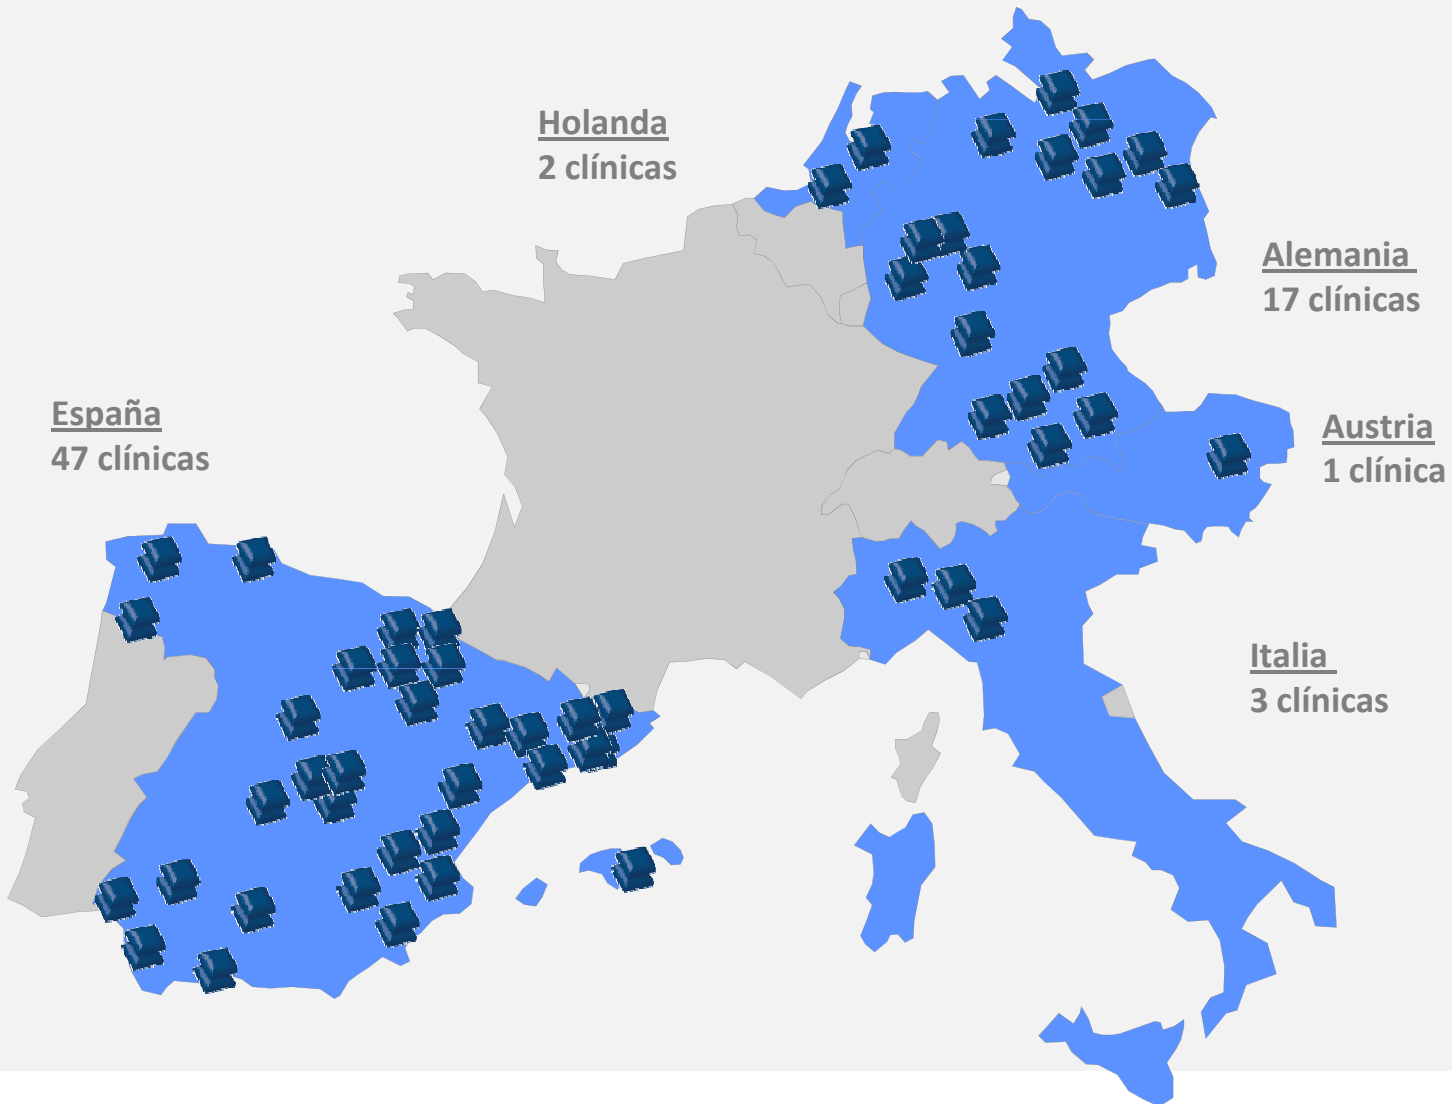 Holanda
2 clínicas
Alemania
17 clínicas
España
47 clínicas
Austria
1 clínica
Italia
3 clínicas